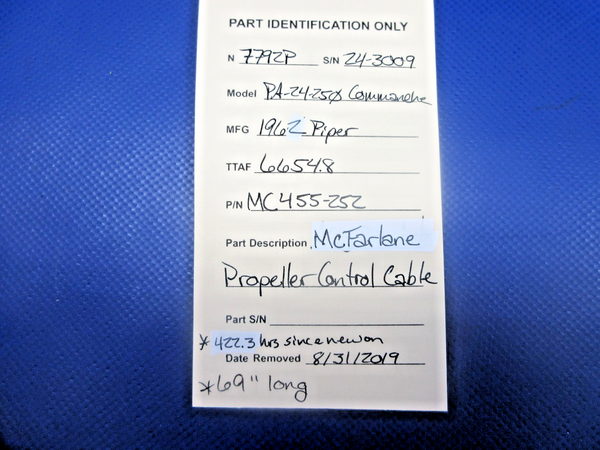 PART IDENTIFICATION ONLY
N 7792P S/N 24-3009
Model PA-24-250 Commanche
MFG 1962 Piper
TTAF 6654.8
P/N MC455-252
Part Description McFarlane
Propeller Control Cable
Part S/N
* 422.3 hrs since new on
Date Removed 8/31/2019
* 69" long